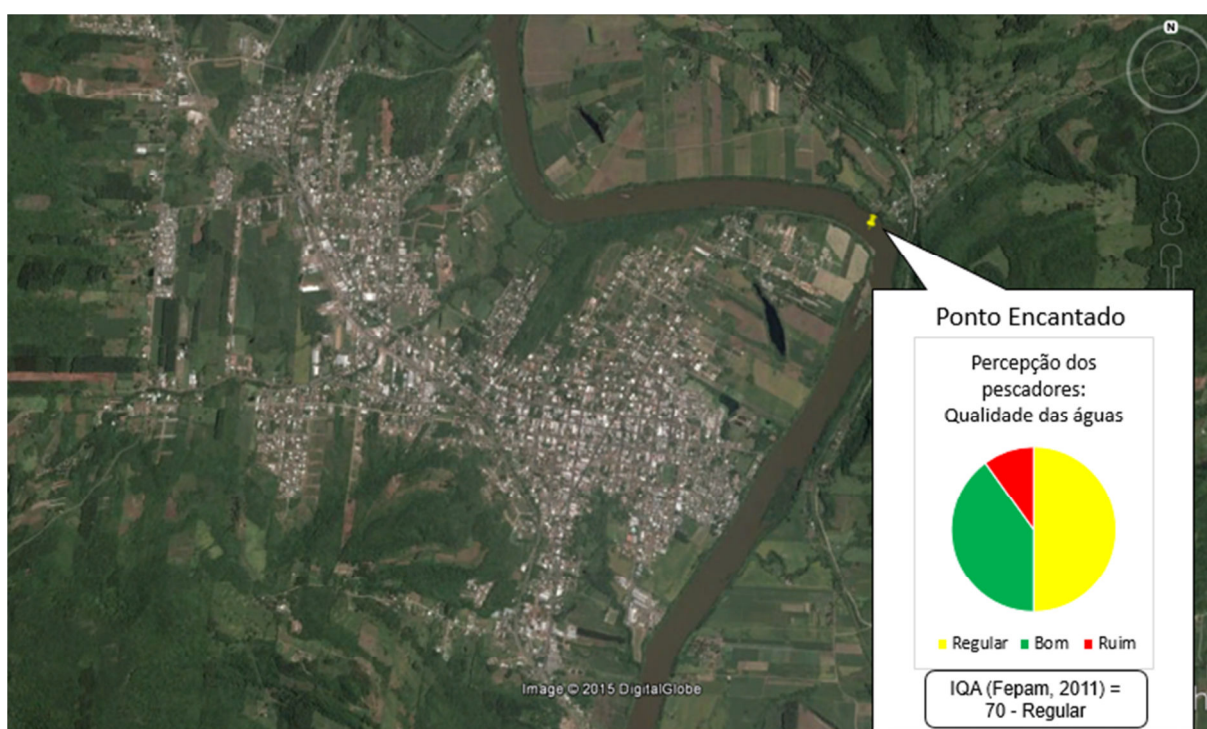 N
Ponto Encantado
Percepção dos
pescadores:
Qualidade das águas
Regular Bom Ruim
IQA (Fepam, 2011) =
70 - Regular
Image © 2015 DigitalGlobe